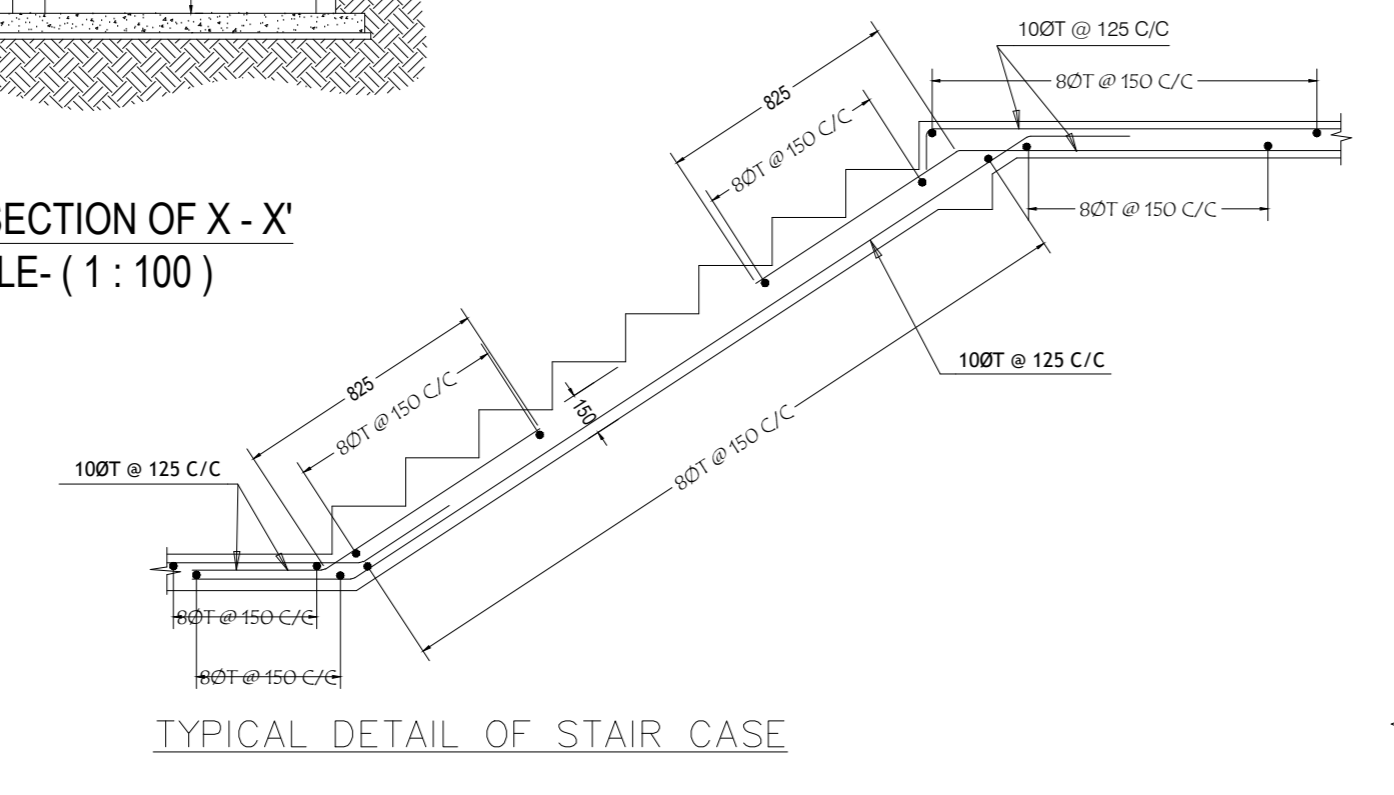 10ØT @ 125 C/C
8ØT @ 150 C/C
825
8ØT @ 150 C/C
8ØT @ 150 C/C
SECTION OF X - X'
LE- ( 1 : 100 )
10ØT @ 125 C/C
825
8ØT @ 150 C/C
150
8ØT @ 150 C/C
10ØT @ 125 C/C
8ØT @ 150 C/C
8ØT @ 150 C/C
TYPICAL DETAIL OF STAIR CASE